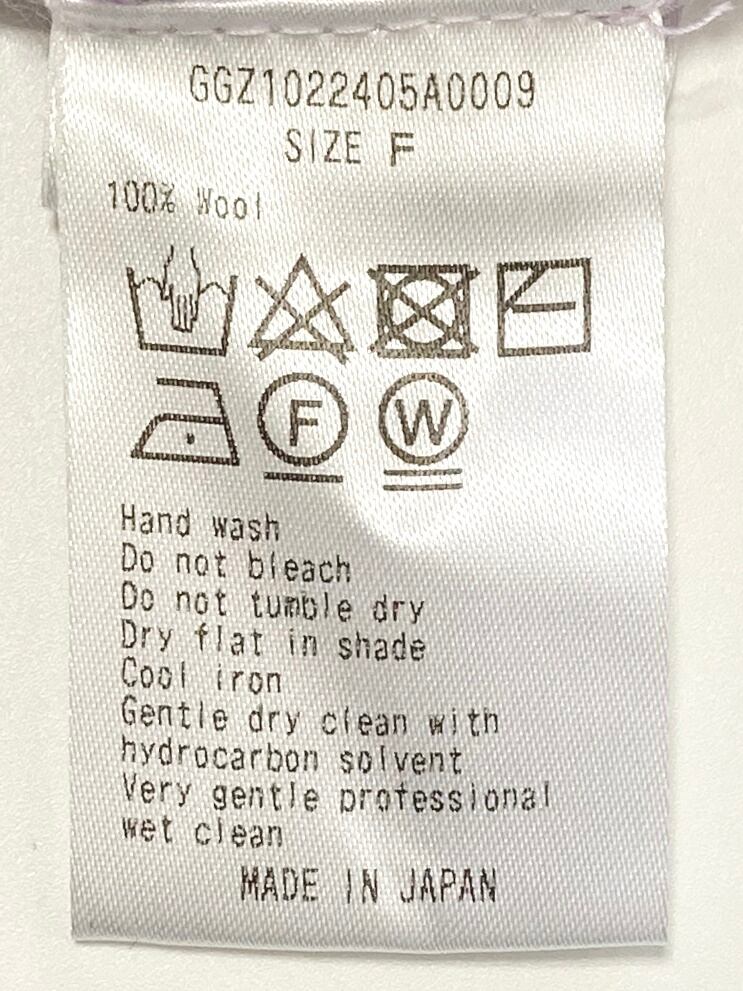 GGZ1022405A0009
SIZE F
100% Wool
F W
Hand wash
Do not bleach
Do not tumble dry
Dry flat in shade
Cool iron
Gentle dry clean with
hydrocarbon solvent
Very gentle professional
wet clean
MADE IN JAPAN